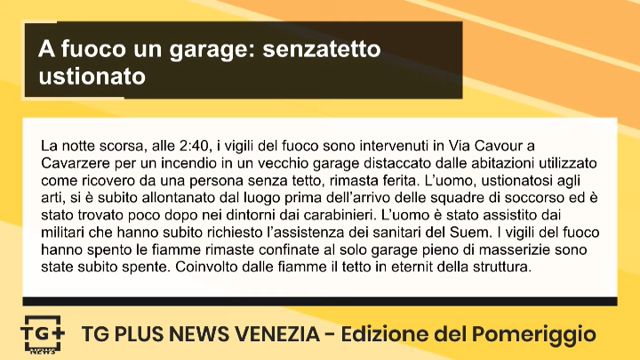 A fuoco un garage: senzatetto
ustionato
La notte scorsa, alle 2:40, i vigili del fuoco sono intervenuti in Via Cavour a
Cavarzere per un incendio in un vecchio garage distaccato dalle abitazioni utilizzato
come ricovero da una persona senza tetto, rimasta ferita. L'uomo, ustionatosi agli
arti, si è subito allontanato dal luogo prima dell'arrivo delle squadre di soccorso ed è
stato trovato poco dopo nei dintorni dai carabinieri. L'uomo è stato assistito dai
militari che hanno subito richiesto l'assistenza dei sanitari del Suem. I vigili del fuoco
hanno spento le fiamme rimaste confinate al solo garage pieno di masserizie sono
state subito spente. Coinvolto dalle fiamme il tetto in eternit della struttura.
TG+
NEWS
TG PLUS NEWS VENEZIA - Edizione del Pomeriggio